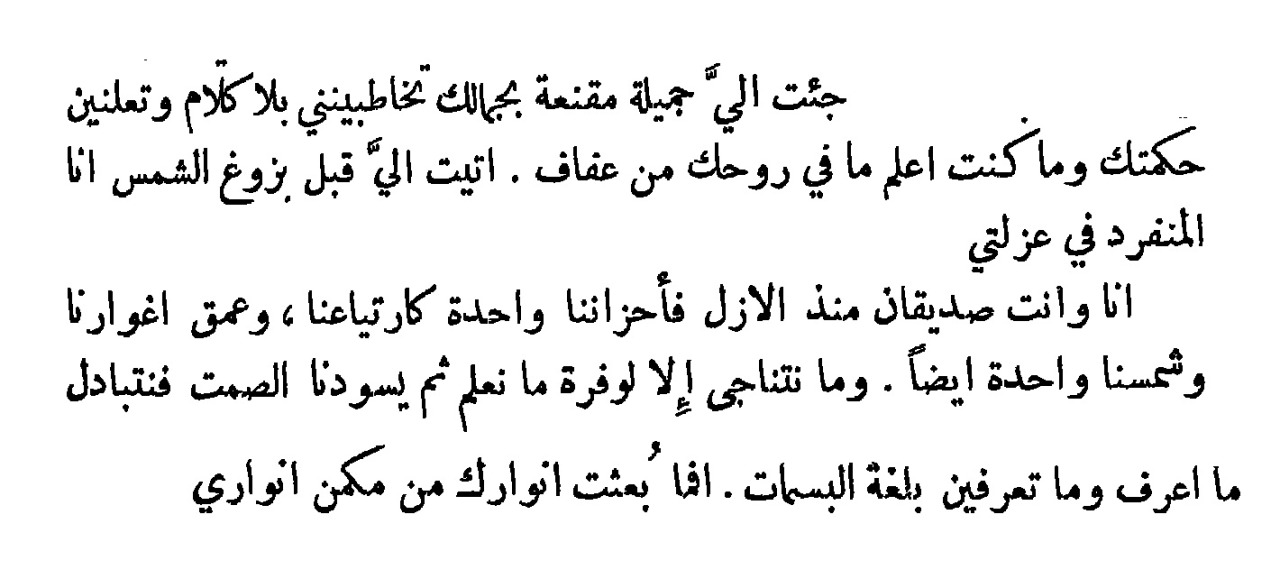 جئت اليَّ جميلة مقنعة بجمالك تخاطبينني بلا كلام وتعلنين
حكمتك وما كنت اعلم ما في روحك من عفاف . اتيت اليَّ قبل بزوغ الشمس انا
المنفرد في عزلتي
انا وانت صديقان منذ الازل فأحزاننا واحدة كارتياعنا ، وعمق اغوارنا
وشمسنا واحدة ايضاً . وما نتناجى إِلا لوفرة ما نعلم ثم يسودنا الصمت فنتبادل
ما اعرف وما تعرفين بلغة البسمات . افما بُعثت انوارك من مكمن انواري